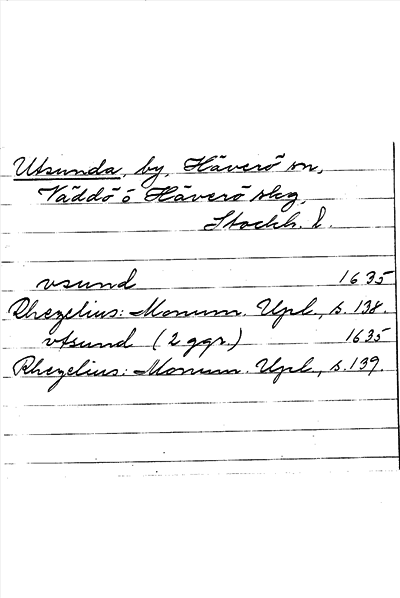 Utsunda, by, Häverö sn,
Väddö o Häverö skg,
Stockh. l.
vsund 1635
Rhezelius: Monum. Upl., s. 138.
vtsund (2 ggr.) 1635
Rhezelius: Monum. Upl., s. 139.